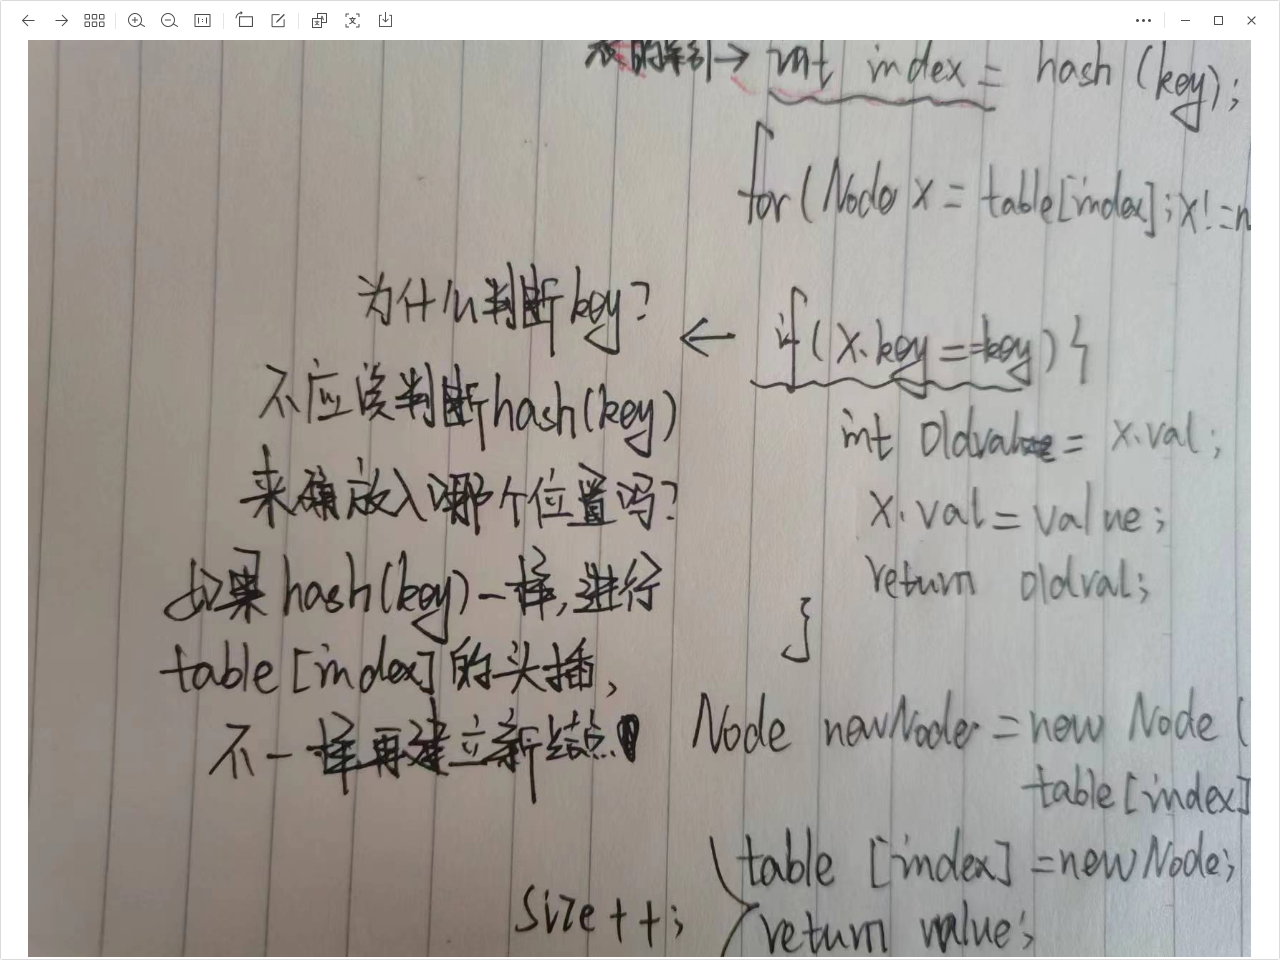 表的索引→ int index = hash (key);
for (Node x = table[index]; x! = n
为什么判断key?
← if (x.key == key) {
不应该判断hash(key)
int oldvalue = x.val;
来确放入哪个位置吗?
x.val = value;
如果hash(key)一样,进行
return oldval;
}
table [index]的头插,
不一样再建立新结点
Node newNode = new Node (
table [index]
table [index] = newNode;
size ++;
return value;